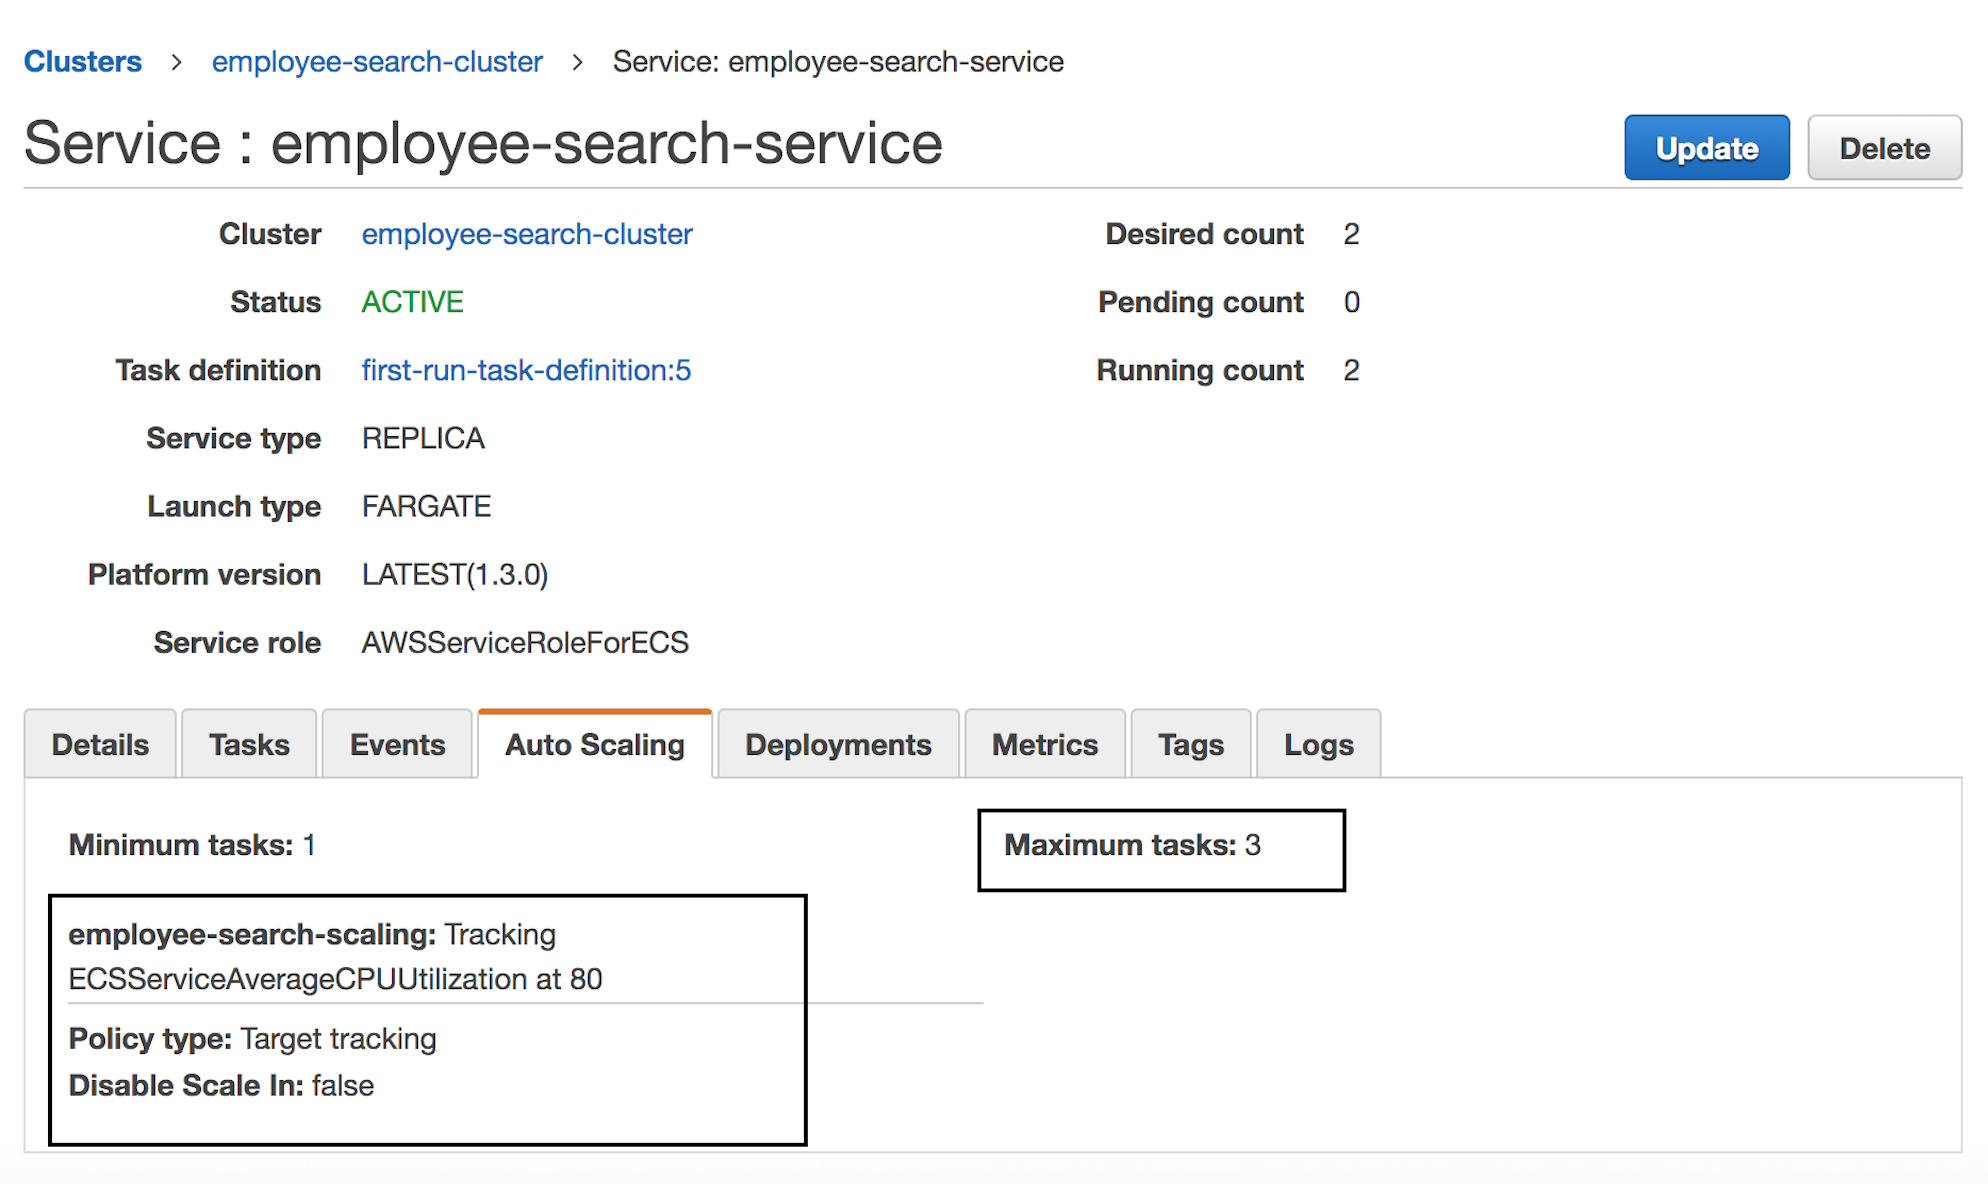 Clusters > employee-search-cluster > Service: employee-search-service
Service : employee-search-service
Update
Delete
Cluster employee-search-cluster
Desired count 2
Status ACTIVE
Pending count 0
Task definition first-run-task-definition:5
Running count 2
Service type REPLICA
Launch type FARGATE
Platform version LATEST(1.3.0)
Service role AWSServiceRoleForECS
Details Tasks Events Auto Scaling Deployments Metrics Tags Logs
Minimum tasks: 1
Maximum tasks: 3
employee-search-scaling: Tracking
ECSServiceAverageCPUUtilization at 80
Policy type: Target tracking
Disable Scale In: false